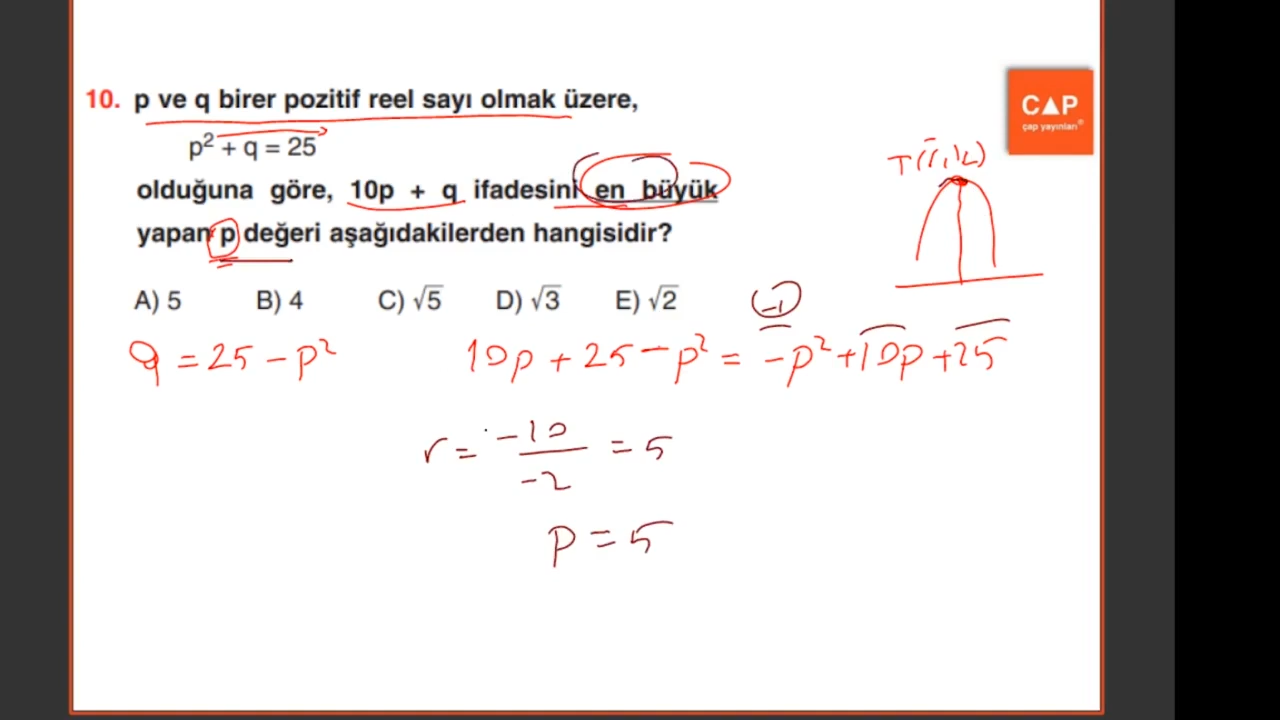 10. p ve q birer pozitif reel sayı olmak üzere,
p² + q = 25
olduğuna göre, 10p + q ifadesini en büyük
yapan p değeri aşağıdakilerden hangisidir?
A) 5 B) 4 C) √5 D) √3 E) √2
CAP
çap yayınları®
T(r, k)
-1
q = 25 - p²
10p + 25 - p² = -p² + 10p + 25
r = -10/-2 = 5
p = 5